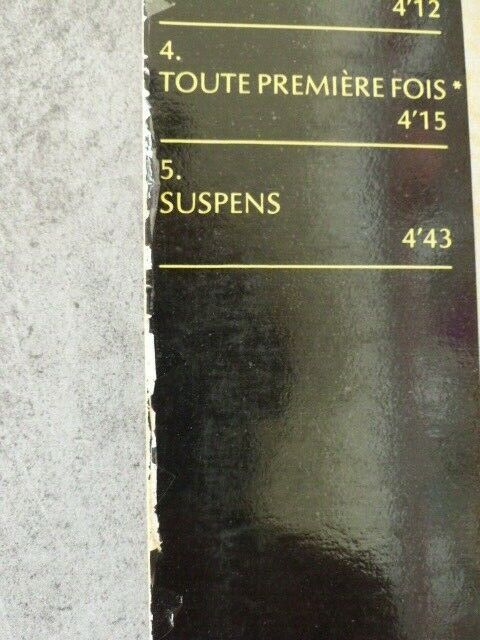 4'12
4.
TOUTE PREMIÈRE FOIS *
4'15
5.
SUSPENS
4'43